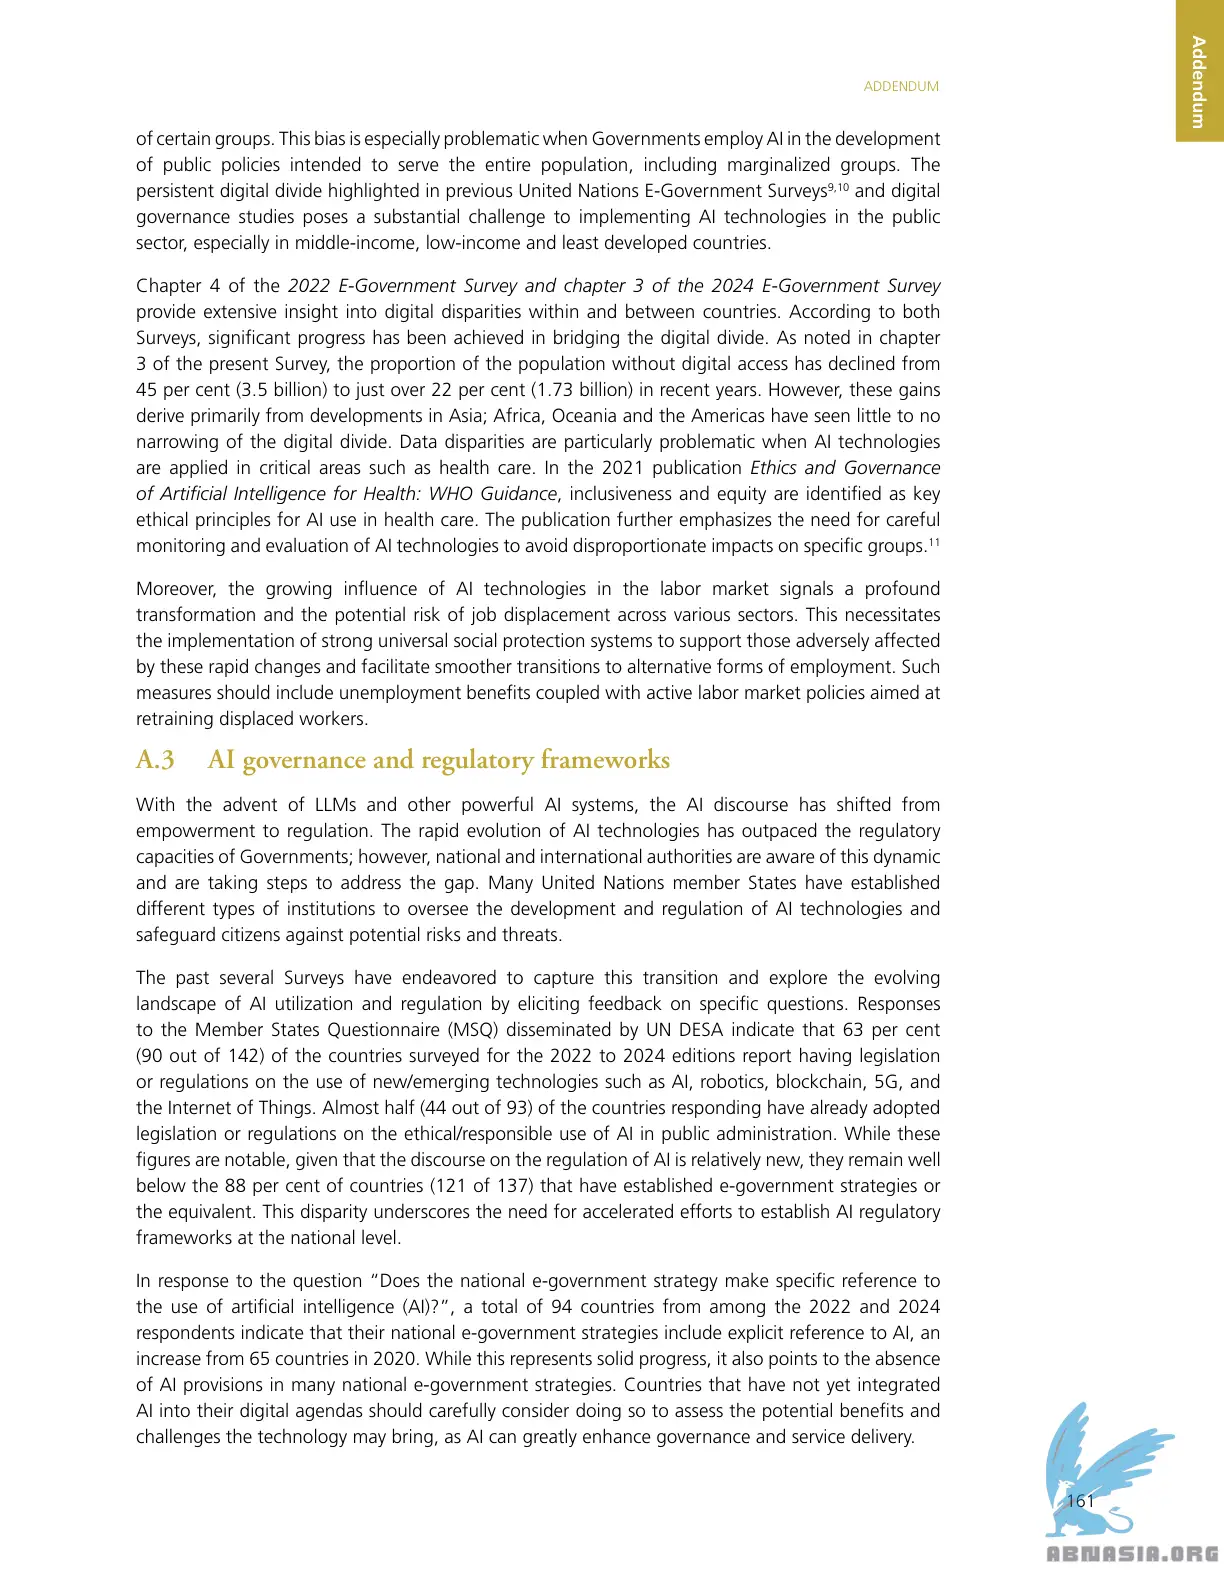 Addendum
ADDENDUM
of certain groups. This bias is especially problematic when Governments employ AI in the development
of public policies intended to serve the entire population, including marginalized groups. The
persistent digital divide highlighted in previous United Nations E-Government Surveys9,10 and digital
governance studies poses a substantial challenge to implementing AI technologies in the public
sector, especially in middle-income, low-income and least developed countries.
Chapter 4 of the 2022 E-Government Survey and chapter 3 of the 2024 E-Government Survey
provide extensive insight into digital disparities within and between countries. According to both
Surveys, significant progress has been achieved in bridging the digital divide. As noted in chapter
3 of the present Survey, the proportion of the population without digital access has declined from
45 per cent (3.5 billion) to just over 22 per cent (1.73 billion) in recent years. However, these gains
derive primarily from developments in Asia; Africa, Oceania and the Americas have seen little to no
narrowing of the digital divide. Data disparities are particularly problematic when AI technologies
are applied in critical areas such as health care. In the 2021 publication Ethics and Governance
of Artificial Intelligence for Health: WHO Guidance, inclusiveness and equity are identified as key
ethical principles for AI use in health care. The publication further emphasizes the need for careful
monitoring and evaluation of AI technologies to avoid disproportionate impacts on specific groups.11
Moreover, the growing influence of AI technologies in the labor market signals a profound
transformation and the potential risk of job displacement across various sectors. This necessitates
the implementation of strong universal social protection systems to support those adversely affected
by these rapid changes and facilitate smoother transitions to alternative forms of employment. Such
measures should include unemployment benefits coupled with active labor market policies aimed at
retraining displaced workers.
A.3 AI governance and regulatory frameworks
With the advent of LLMs and other powerful AI systems, the AI discourse has shifted from
empowerment to regulation. The rapid evolution of AI technologies has outpaced the regulatory
capacities of Governments; however, national and international authorities are aware of this dynamic
and are taking steps to address the gap. Many United Nations member States have established
different types of institutions to oversee the development and regulation of AI technologies and
safeguard citizens against potential risks and threats.
The past several Surveys have endeavored to capture this transition and explore the evolving
landscape of AI utilization and regulation by eliciting feedback on specific questions. Responses
to the Member States Questionnaire (MSQ) disseminated by UN DESA indicate that 63 per cent
(90 out of 142) of the countries surveyed for the 2022 to 2024 editions report having legislation
or regulations on the use of new/emerging technologies such as AI, robotics, blockchain, 5G, and
the Internet of Things. Almost half (44 out of 93) of the countries responding have already adopted
legislation or regulations on the ethical/responsible use of AI in public administration. While these
figures are notable, given that the discourse on the regulation of AI is relatively new, they remain well
below the 88 per cent of countries (121 of 137) that have established e-government strategies or
the equivalent. This disparity underscores the need for accelerated efforts to establish AI regulatory
frameworks at the national level.
In response to the question “Does the national e-government strategy make specific reference to
the use of artificial intelligence (AI)?”, a total of 94 countries from among the 2022 and 2024
respondents indicate that their national e-government strategies include explicit reference to AI, an
increase from 65 countries in 2020. While this represents solid progress, it also points to the absence
of AI provisions in many national e-government strategies. Countries that have not yet integrated
AI into their digital agendas should carefully consider doing so to assess the potential benefits and
challenges the technology may bring, as AI can greatly enhance governance and service delivery.
161
ABNASIA.ORG